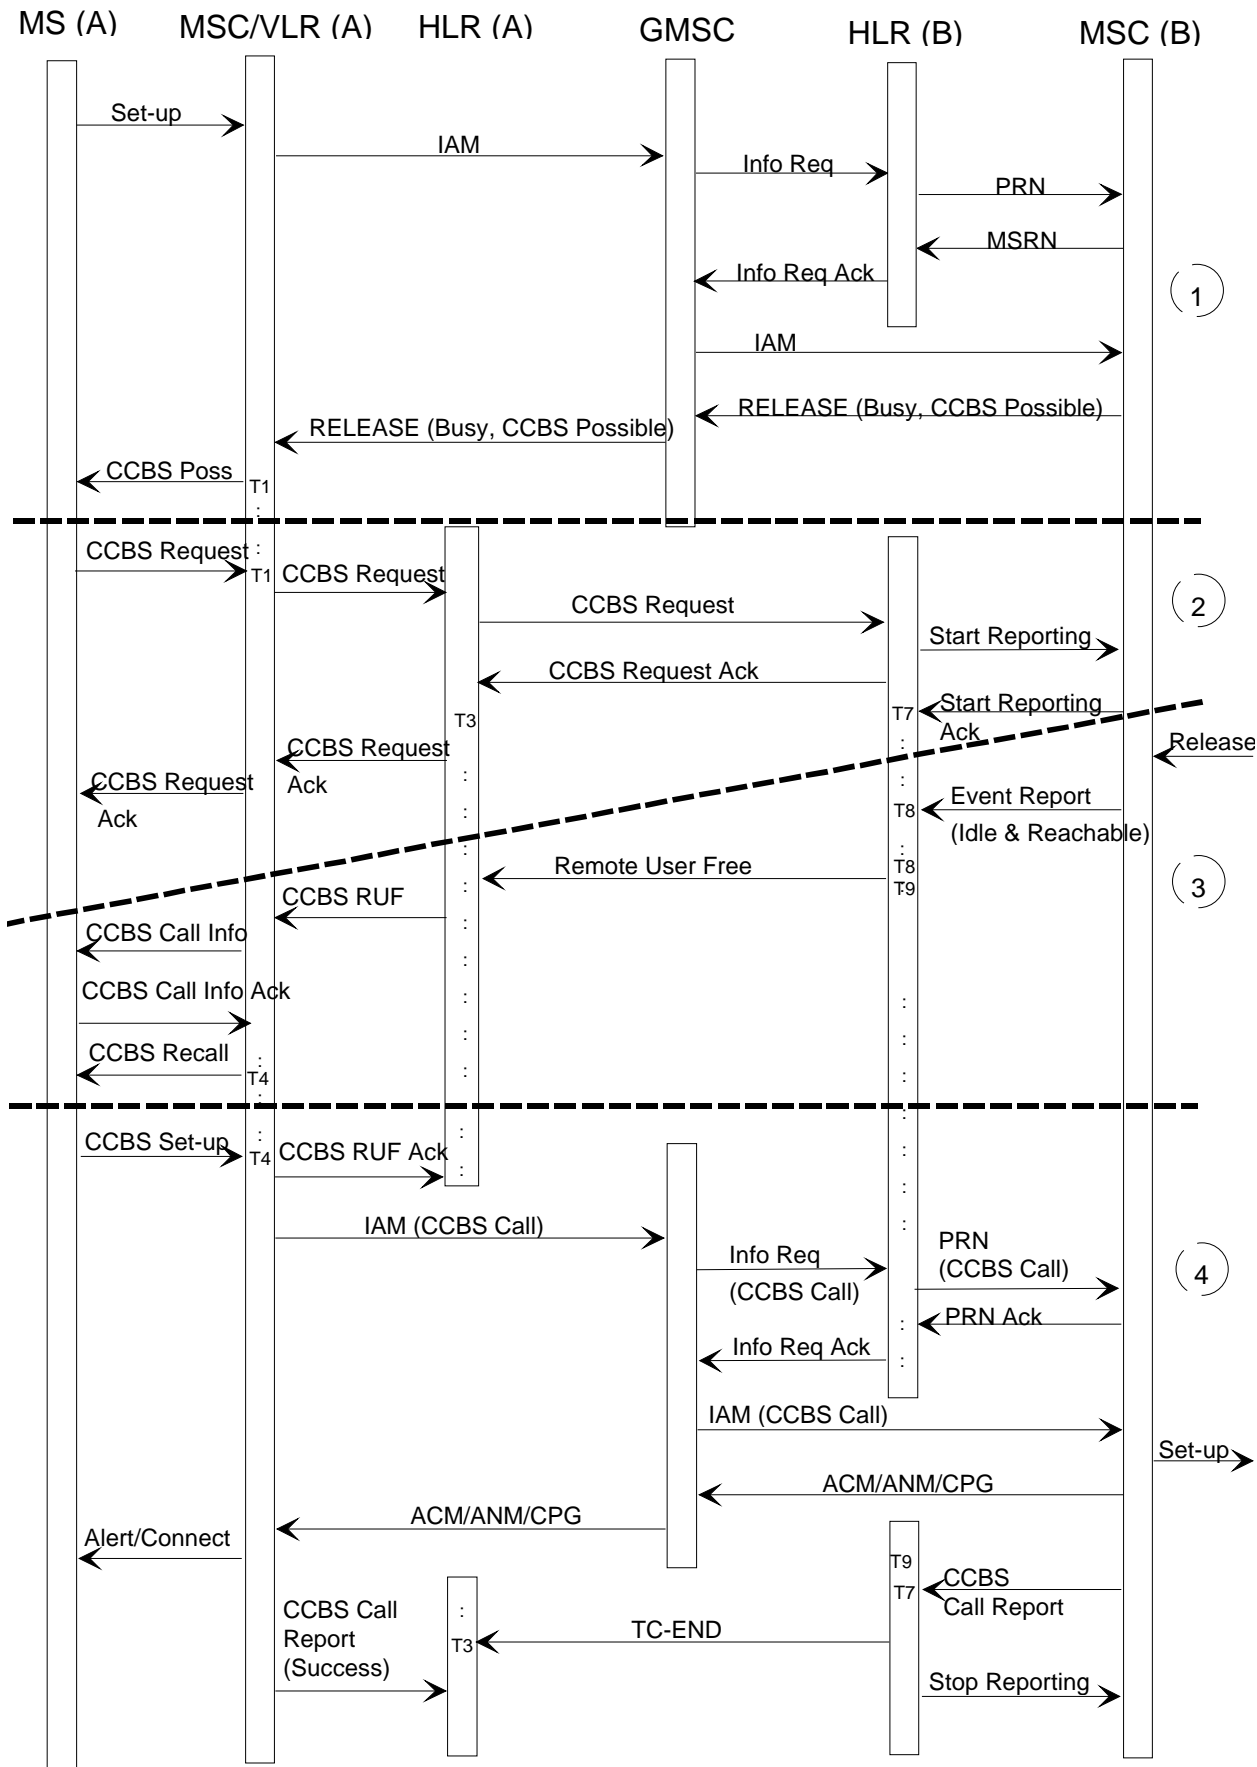 MS (A) MSC/VLR (A) HLR (A) GMSC HLR (B) MSC (B)
Set-up
IAM
Info Req
PRN
MSRN
Info Req Ack
1
IAM
RELEASE (Busy, CCBS Possible)
RELEASE (Busy, CCBS Possible)
CCBS Poss
T1
CCBS Request
T1
CCBS Request
CCBS Request
2
Start Reporting
CCBS Request Ack
T3
T7
Start Reporting
Ack
Release
CCBS Request
Ack
CCBS Request
Ack
T8
Event Report
(Idle & Reachable)
Remote User Free
T8
T9
3
CCBS RUF
CCBS Call Info
CCBS Call Info Ack
CCBS Recall
T4
CCBS Set-up
T4
CCBS RUF Ack
IAM (CCBS Call)
Info Req
(CCBS Call)
PRN
(CCBS Call)
4
PRN Ack
Info Req Ack
IAM (CCBS Call)
Set-up
ACM/ANM/CPG
ACM/ANM/CPG
Alert/Connect
T9
T7
CCBS
Call Report
CCBS Call
Report
(Success)
T3
TC-END
Stop Reporting